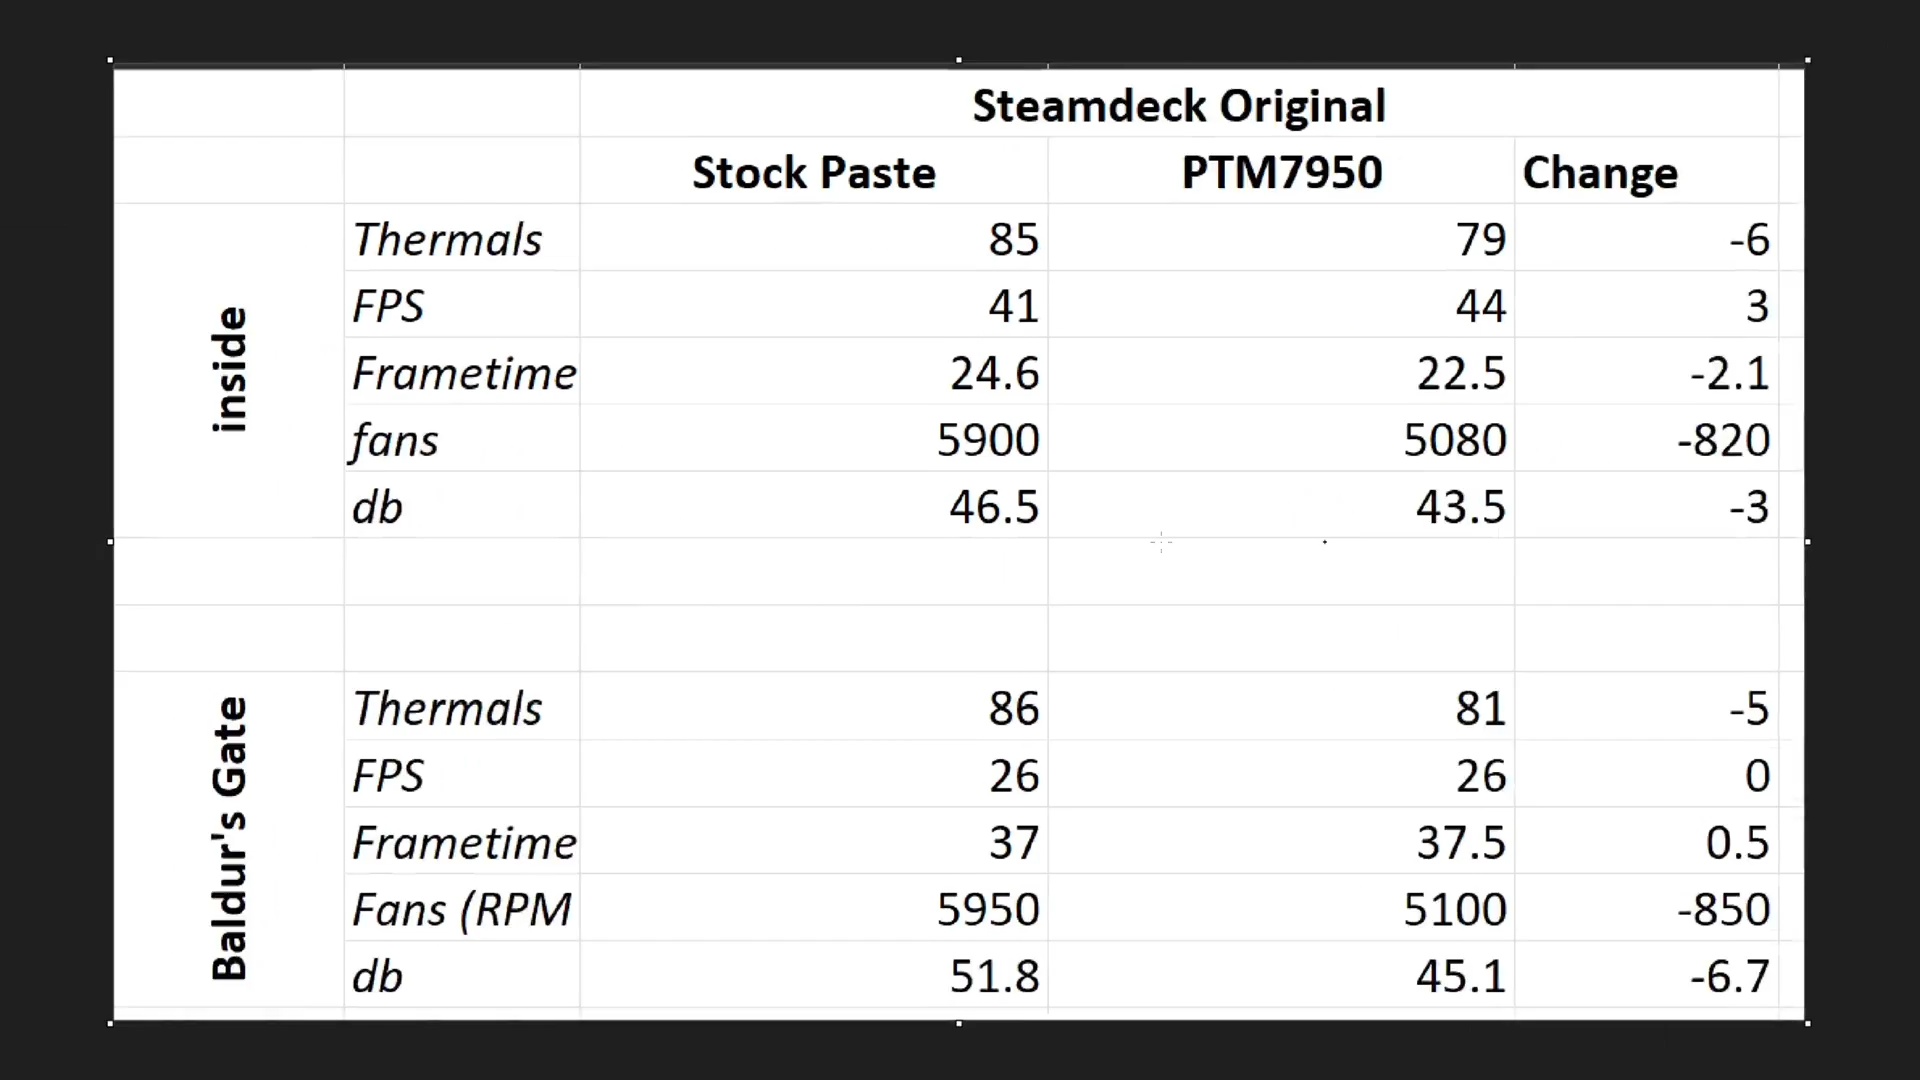 Steamdeck Original
Stock Paste PTM7950 Change
inside
Thermals 85 79 -6
FPS 41 44 3
Frametime 24.6 22.5 -2.1
fans 5900 5080 -820
db 46.5 43.5 -3
Baldur's Gate
Thermals 86 81 -5
FPS 26 26 0
Frametime 37 37.5 0.5
Fans (RPM 5950 5100 -850
db 51.8 45.1 -6.7